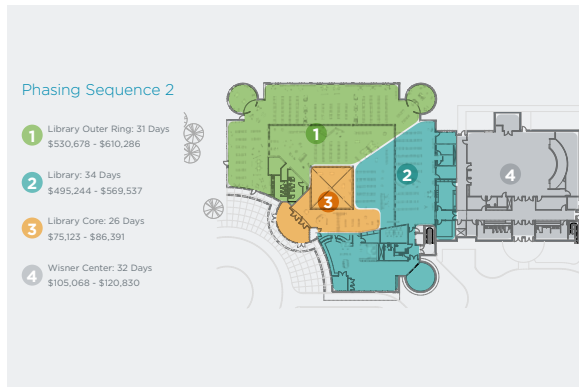 Phasing Sequence 2
1
Library Outer Ring: 31 Days
$530,678 - $610,286
2
Library: 34 Days
$495,244 - $569,537
3
Library Core: 26 Days
$75,123 - $86,391
4
Wisner Center: 32 Days
$105,068 - $120,830
1
2
3
4